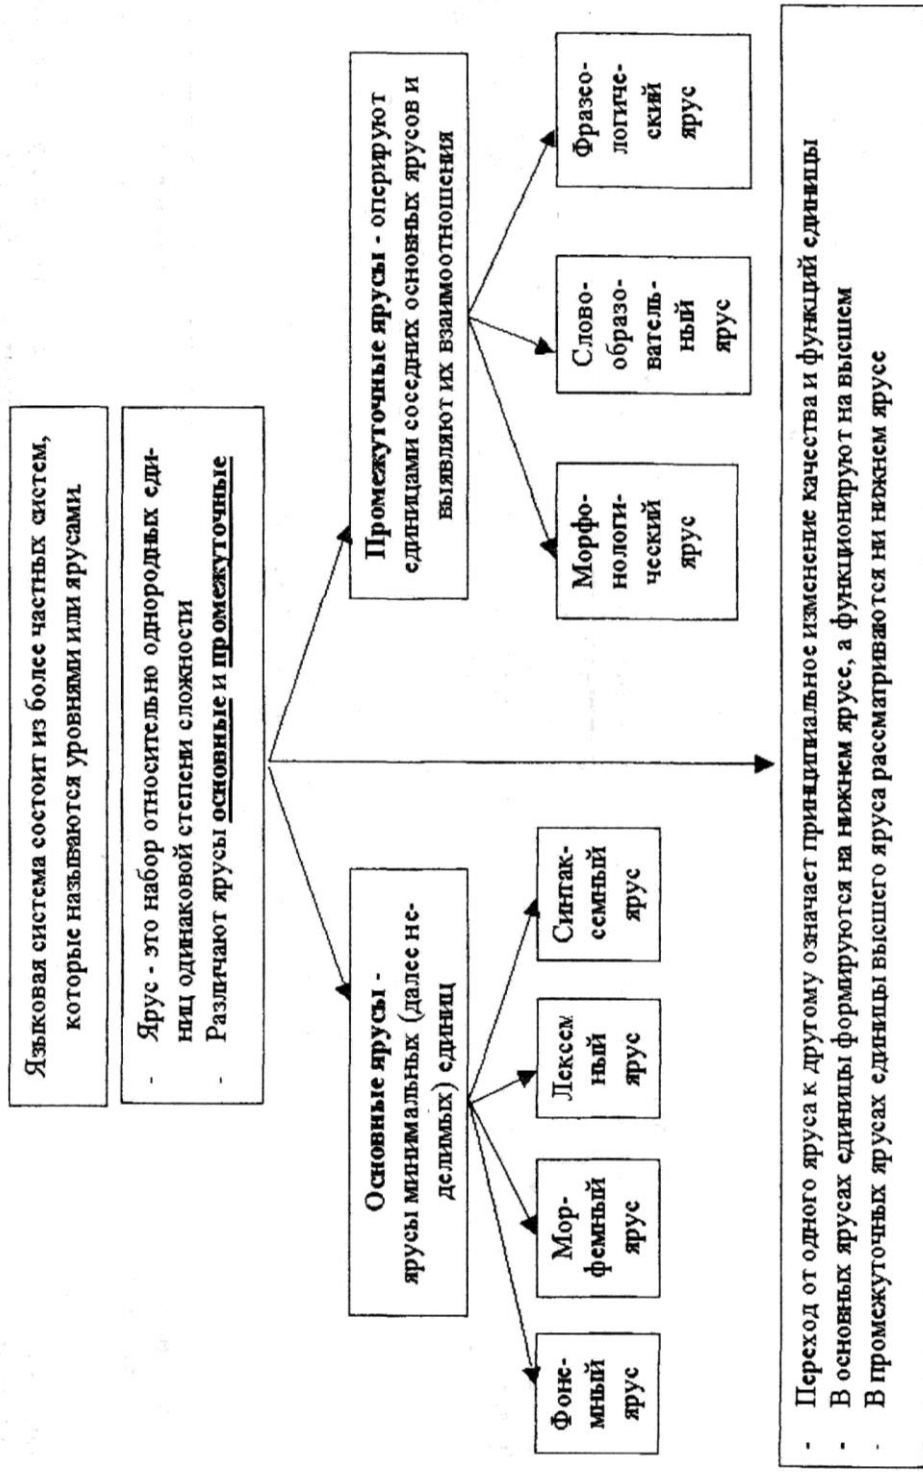 Языковая система состоит из более частных систем,
которые называются уровнями или ярусами.
- Ярус - это набор относительно однородных еди-
ниц одинаковой степени сложности
- Различают ярусы основные и промежуточные
Основные ярусы -
ярусы минимальных (далее не-
делимых) единиц
Промежуточные ярусы - оперируют
единицами соседних основных ярусов и
выявляют их взаимоотношения
Фоне-
мный
ярус
Мор-
фемный
ярус
Лексем
ный
ярус
Синтак-
семный
ярус
Морфо-
нологи-
ческий
ярус
Слово-
образо-
ватель-
ный
ярус
Фразео-
логиче-
ский
ярус
- Переход от одного яруса к другому означает принципиальное изменение качества и функций единицы
- В основных ярусах единицы формируются на нижнем ярусе, а функционируют на высшем
- В промежуточных ярусах единицы высшего яруса рассматриваются ни нижнем ярусе